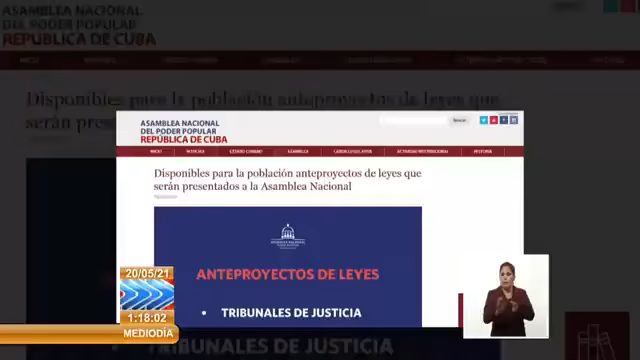 ASAMBLEA NACIONAL
DEL PODER POPULAR
REPÚBLICA DE CUBA
Disponibles para la población anteproyectos de leyes que
serán presen
ASAMBLEA NACIONAL
DEL PODER POPULAR
REPÚBLICA DE CUBA
Buscar
INICIO NOTICIAS ESTADO CUBANO ASAMBLEA ACTIVIDAD INTERNACIONAL HISTORIA
Disponibles para la población anteproyectos de leyes que
serán presentados a la Asamblea Nacional
ANTEPROYECTOS DE LEYES
• TRIBUNALES DE JUSTICIA
20/05/21
1:18:02
MEDIODÍA
TRIBUNALES DE JUSTICIA